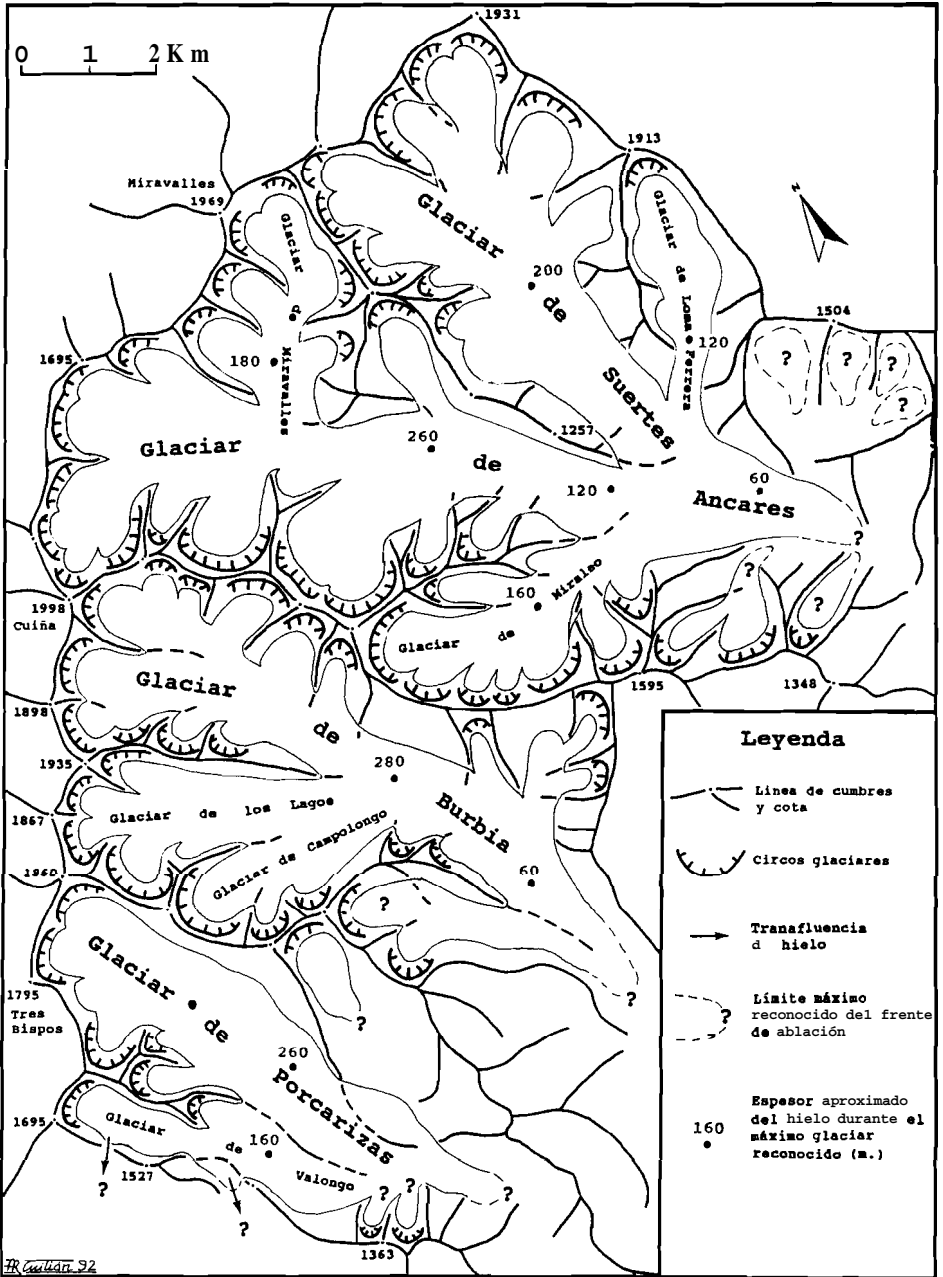 1931
0 1 2 Km
1913
Miravalles
1969
Glaciar
de
Miravalles
Glaciar
de
Suertes
Glaciar de Loma Perrera
200
120
1504
?
?
?
?
1695
180
Glaciar
de
Ancares
260
1257
120
60
?
1998
Cuiña
160
Glaciar de Miralso
?
?
1595
1348
Glaciar
de
Burbia
1898
1935
280
Glaciar de los Lagos
1867
Glaciar de Campolongo
1960
60
?
?
?
Glaciar
de
Porcarizas
1795
Tres
Bispos
260
1695
Glaciar
de
Valongo
160
?
1527
?
? ?
?
1363
Leyenda
Linea de cumbres
y cota
Circos glaciares
Transfluencia
d hielo
Límite máximo
reconocido del frente
de ablación
?
160
Espesor aproximado
del hielo durante el
máximo glaciar
reconocido (m.)